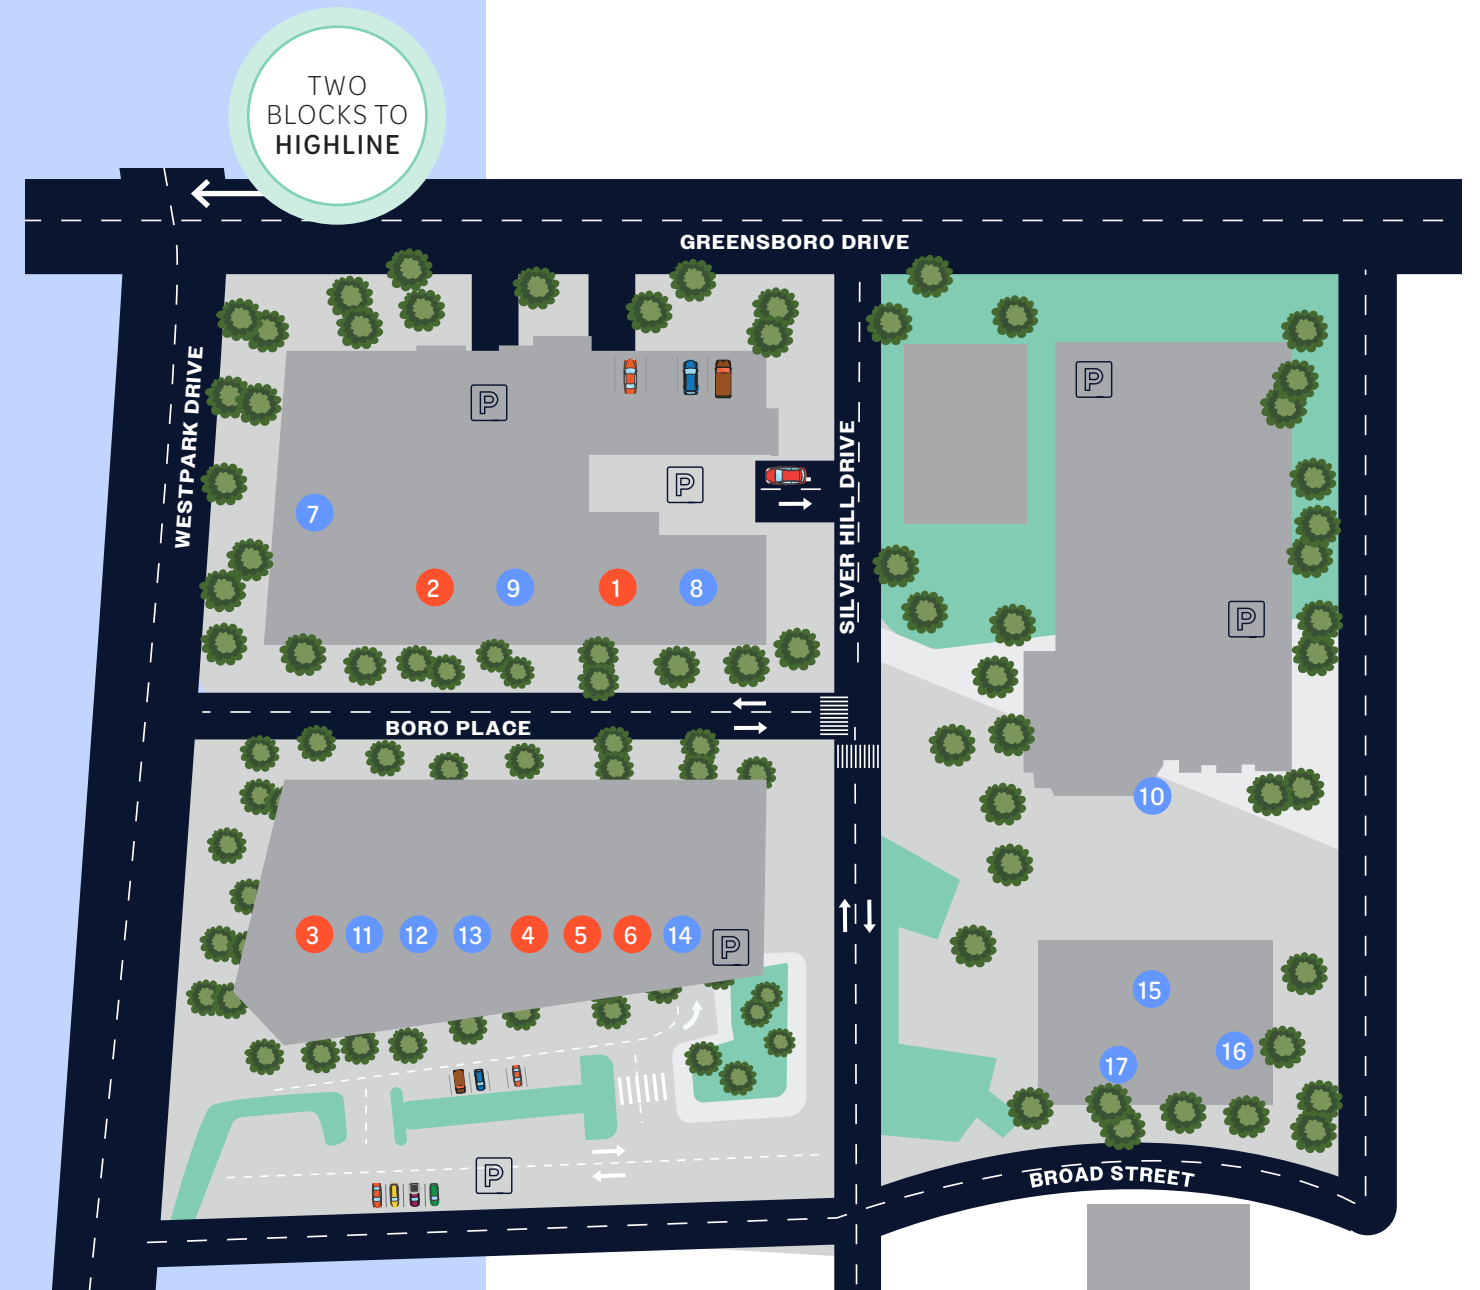 TWO
BLOCKS TO
HIGHLINE
GREENSBORO DRIVE
WESTPARK DRIVE
SILVER HILL DRIVE
P
P
P
7
2
9
1
8
P
BORO PLACE
10
3
11
12
13
4
5
6
14
P
15
16
17
P
BROAD STREET